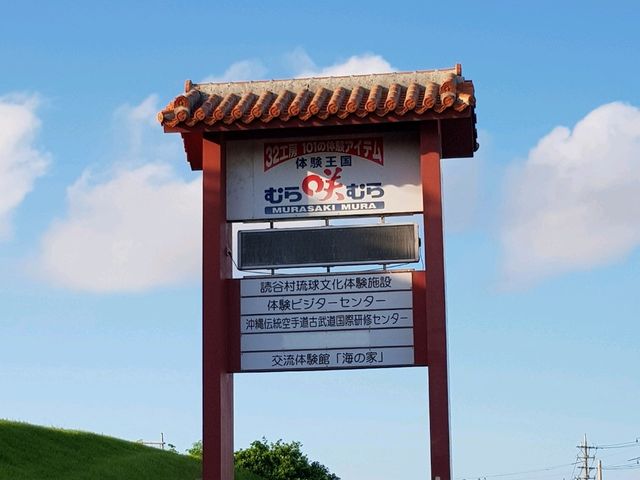 32工房 101の体験アイテム
体験王国
むら咲むら
MURASAKI MURA
読谷村琉球文化体験施設
体験ビジターセンター
沖縄伝統空手道古武道国際研修センター
交流体験館「海の家」